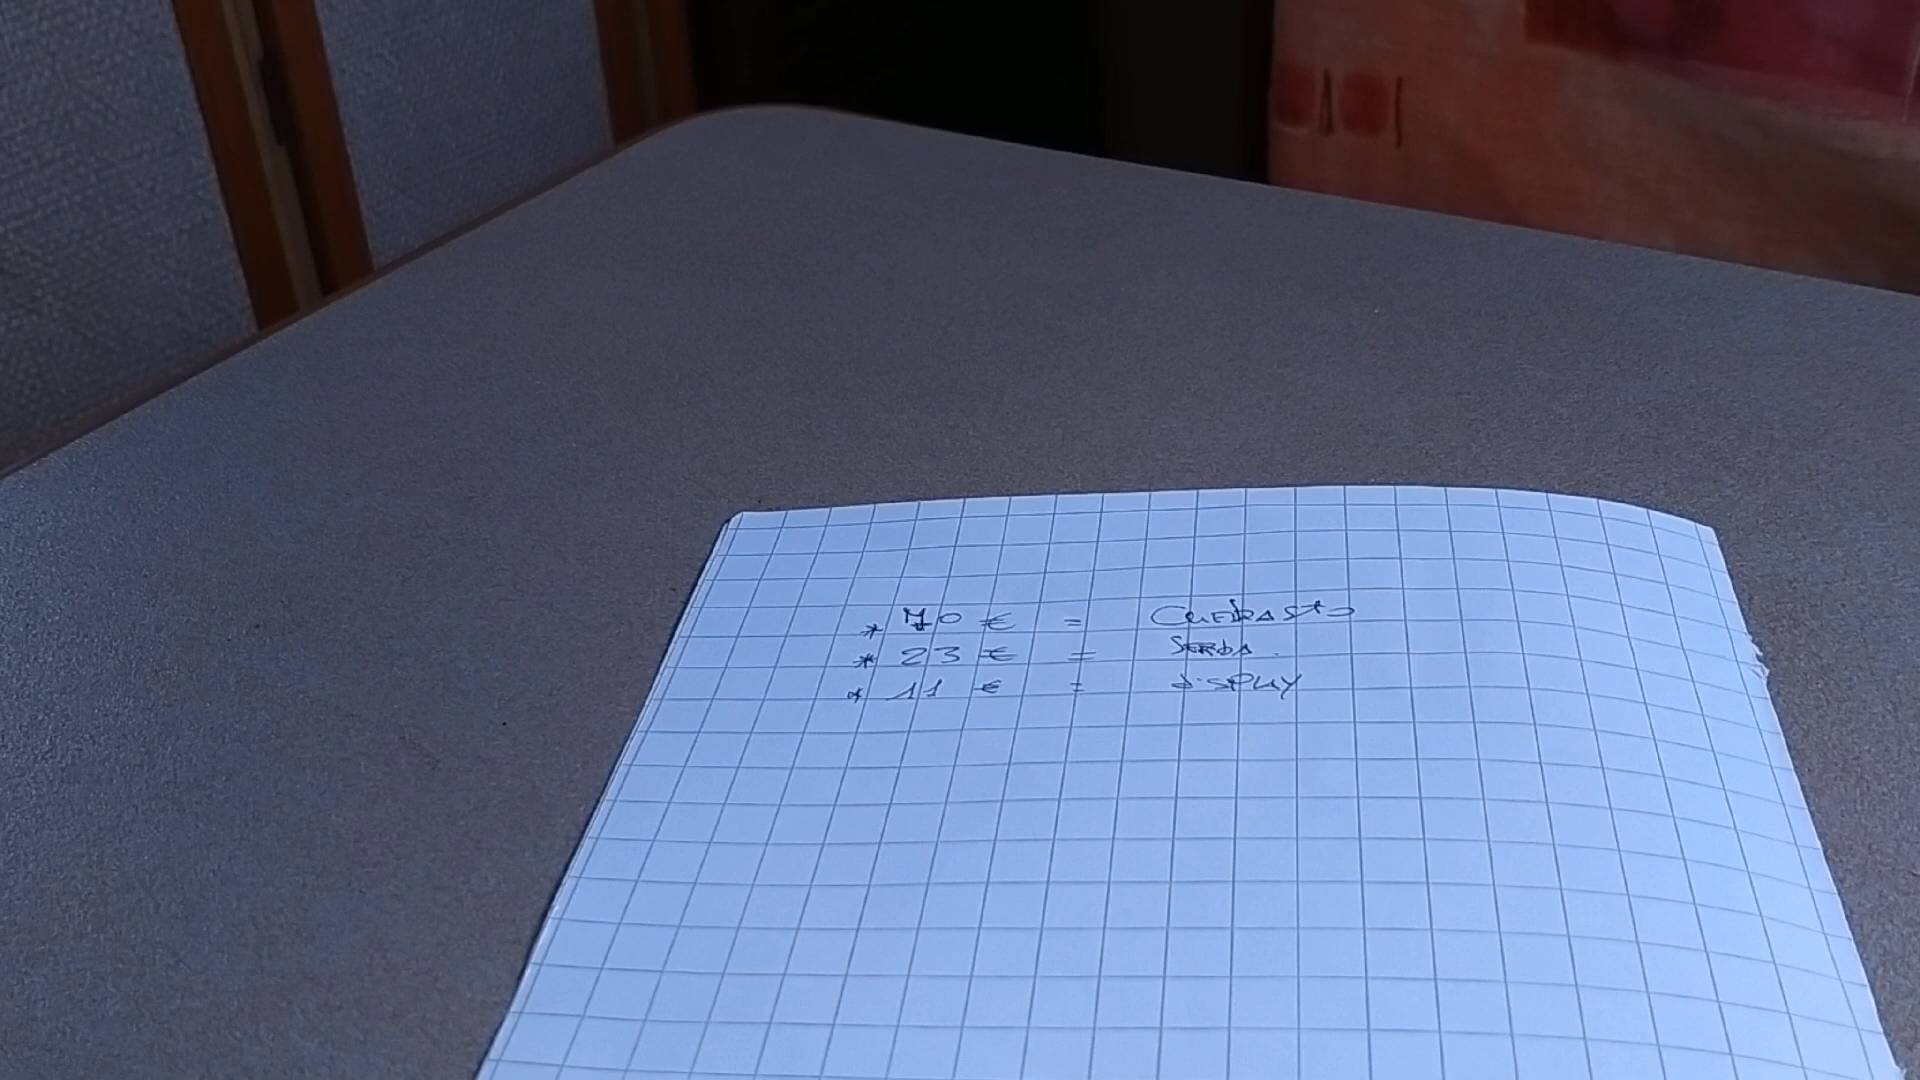 * 70 € =
* 23 € =
* 11 € = DISPLAY